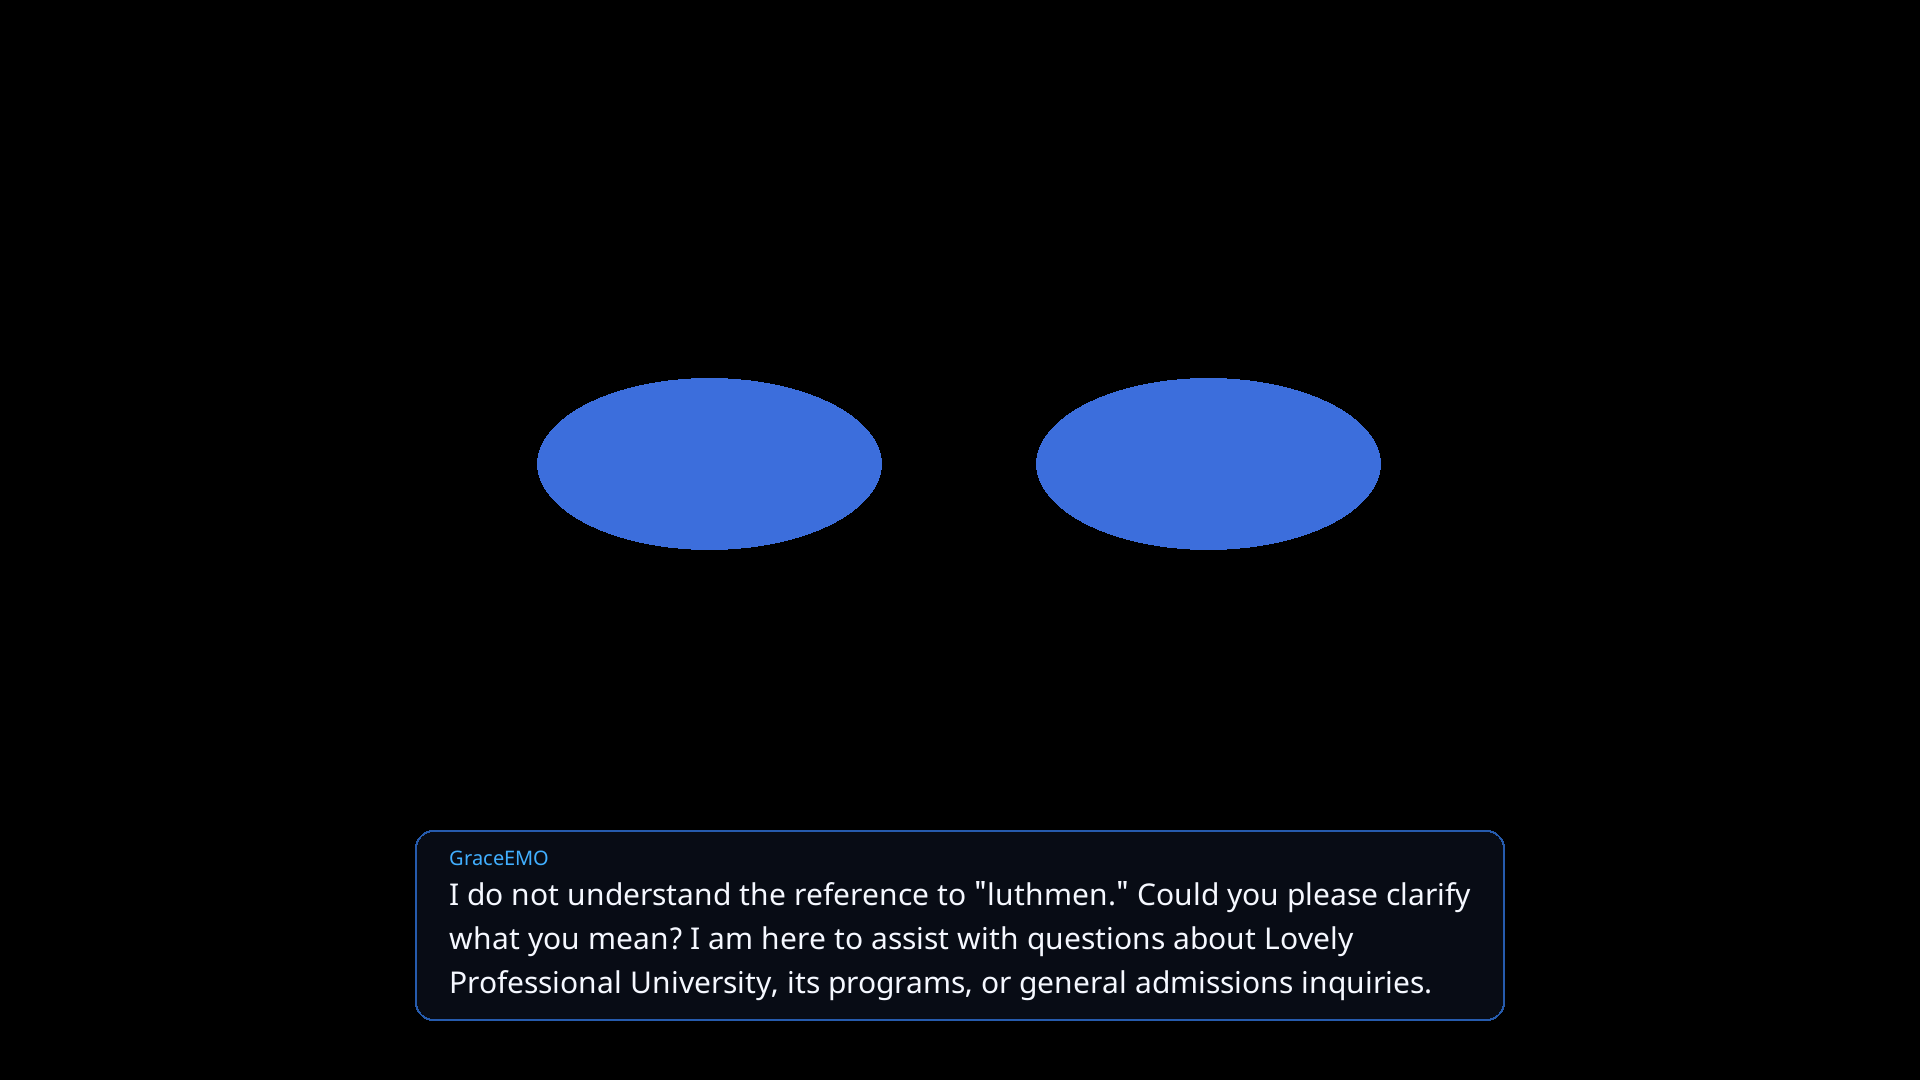 GraceEMO
I do not understand the reference to "luthmen." Could you please clarify
what you mean? I am here to assist with questions about Lovely
Professional University, its programs, or general admissions inquiries.